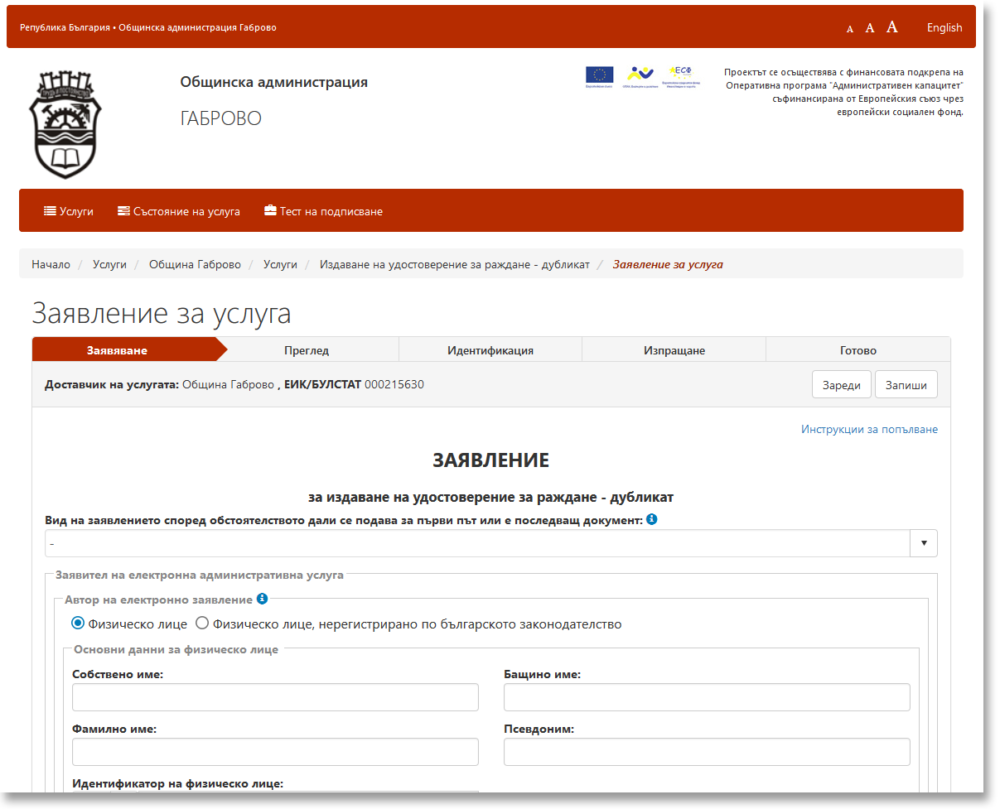 Република България • Общинска администрация Габрово
A A A English
Общинска администрация
ГАБРОВО
ЕСФ
Проектът се осъществява с финансовата подкрепа на
Оперативна програма "Административен капацитет"
съфинансирана от Европейския съюз чрез
европейски социален фонд.
Услуги Състояние на услуга Тест на подписване
Начало / Услуги / Община Габрово / Услуги / Издаване на удостоверение за раждане - дубликат / Заявление за услуга
Заявление за услуга
Заявяване Преглед Идентификация Изпращане Готово
Доставчик на услугата: Община Габрово , ЕИК/БУЛСТАТ 000215630 Зареди Запиши
Инструкции за попълване
ЗАЯВЛЕНИЕ
за издаване на удостоверение за раждане - дубликат
Вид на заявлението според обстоятелството дали се подава за първи път или е последващ документ:
-
Заявител на електронна административна услуга
Автор на електронно заявление
Физическо лице Физическо лице, нерегистрирано по българското законодателство
Основни данни за физическо лице
Собствено име: Бащино име:
Фамилно име: Псевдоним:
Идентификатор на физическо лице: